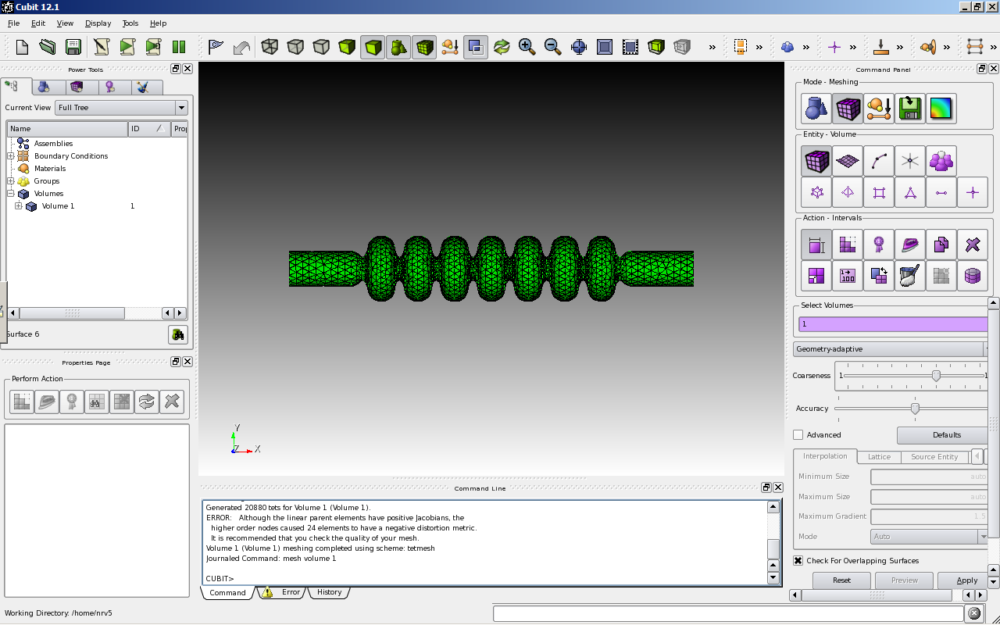 Cubit 12.1
File Edit View Display Tools Help
Power Tools
Current View Full Tree
Name ID Prop
Assemblies
Boundary Conditions
Materials
Groups
Volumes
Volume 1 1
Surface 6
Properties Page
Perform Action
Y
Z X
Command Line
Generated 20880 tets for Volume 1 (Volume 1).
ERROR: Although the linear parent elements have positive Jacobians, the
higher order nodes caused 24 elements to have a negative distortion metric.
It is recommended that you check the quality of your mesh.
Volume 1 (Volume 1) meshing completed using scheme: tetmesh
Journaled Command: mesh volume 1
CUBIT>
Command Error History
Working Directory: /home/nrv5
Command Panel
Mode - Meshing
Entity - Volume
Action - Intervals
1→
100
Select Volumes
1
Geometry-adaptive
Coarseness 1 1
Accuracy
Advanced Defaults
Interpolation Lattice Source Entity
Minimum Size auto
Maximum Size auto
Maximum Gradient 1.5
Mode Auto
Check For Overlapping Surfaces
Reset Preview Apply